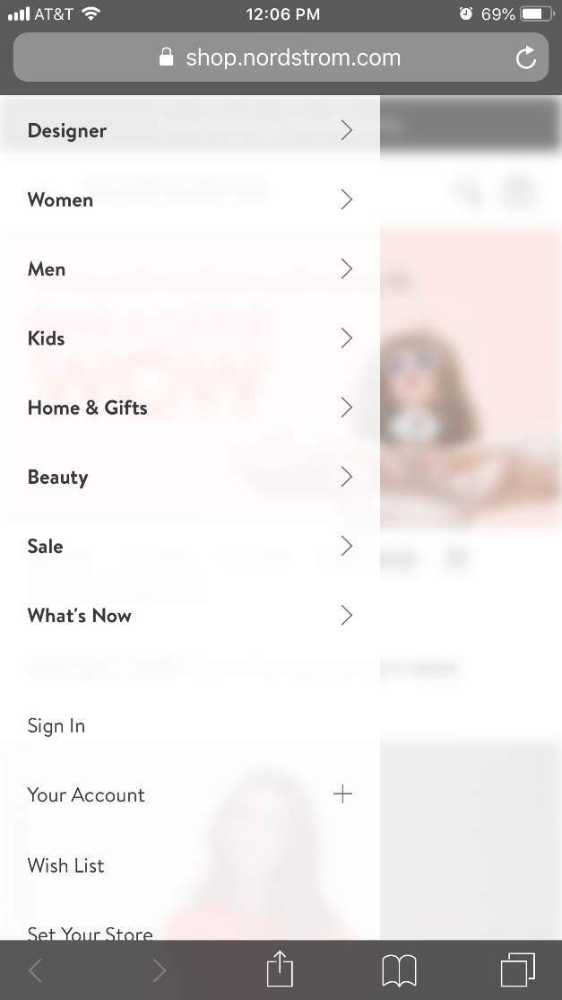 AT&T 12:06 PM 69%
shop.nordstrom.com
Designer
Women
Men
Kids
WOW
Home & Gifts
Beauty
Sale
What's Now
Sign In
Your Account
Wish List
Set Your Store